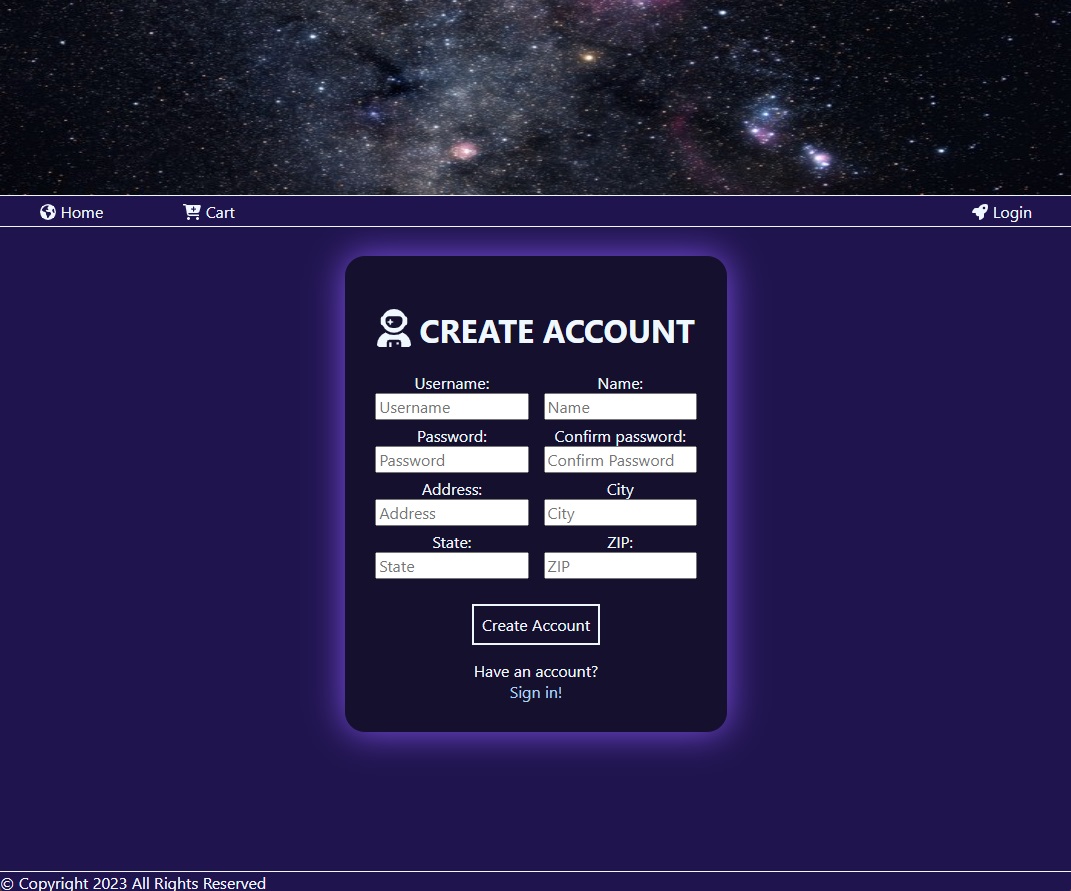 Home Cart Login
CREATE ACCOUNT
Username: Name:
Username Name
Password: Confirm password:
Password Confirm Password
Address: City
Address City
State: ZIP:
State ZIP
Create Account
Have an account?
Sign in!
© Copyright 2023 All Rights Reserved